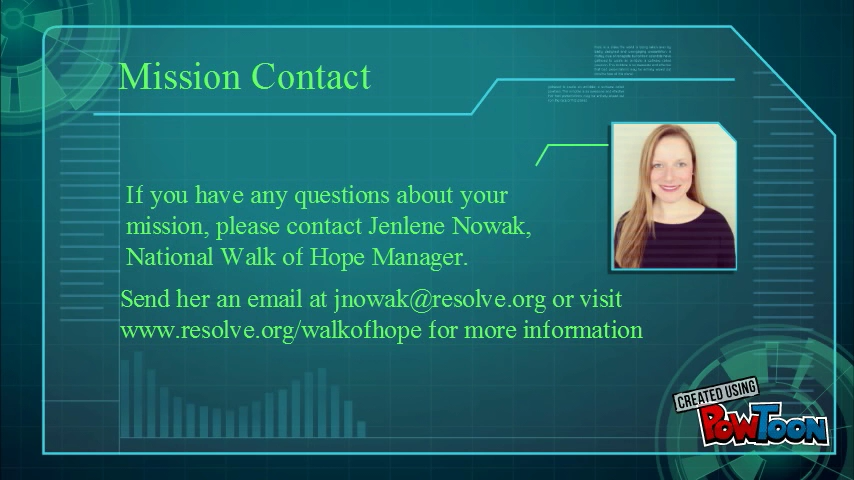 Mission Contact
If you have any questions about your
mission, please contact Jenlene Nowak,
National Walk of Hope Manager.
Send her an email at jnowak@resolve.org or visit
www.resolve.org/walkofhope for more information
CREATED USING
POWTOON